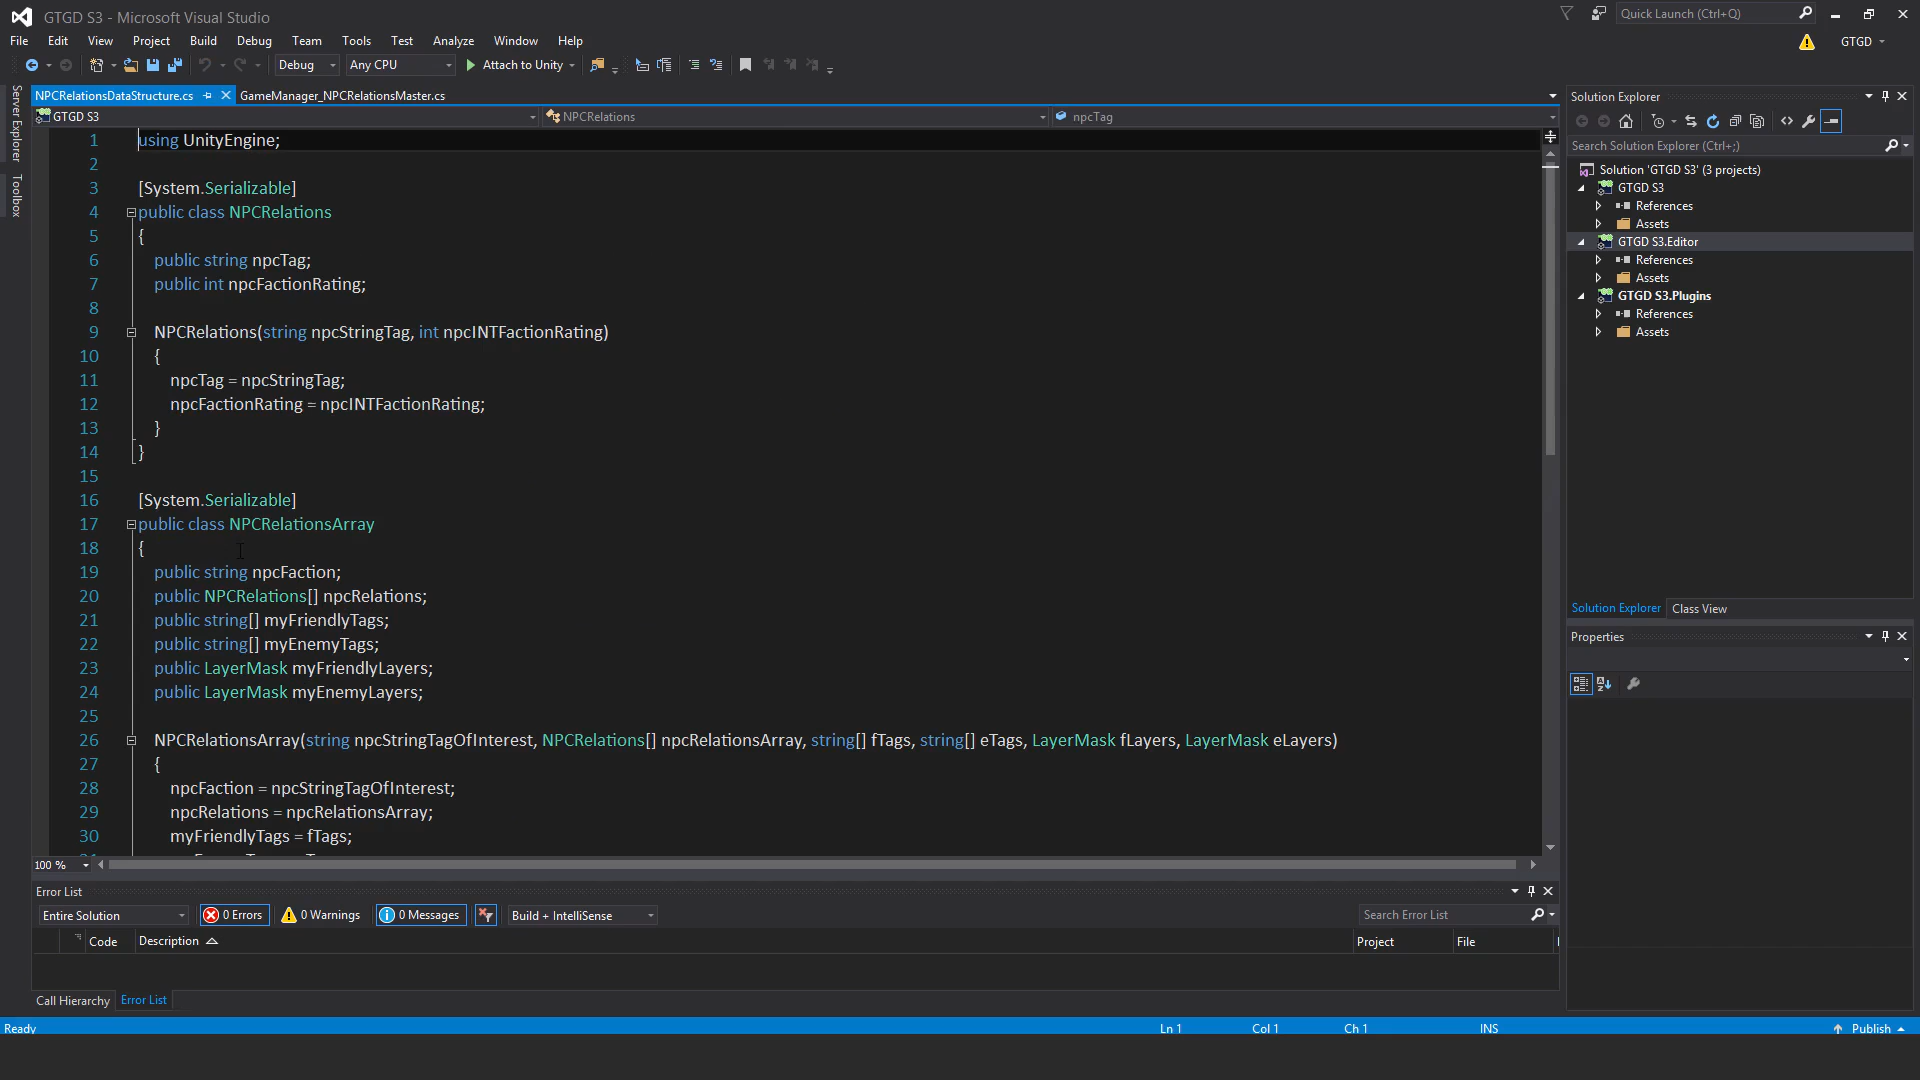 GTGD S3 - Microsoft Visual Studio
Quick Launch (Ctrl+Q)
File Edit View Project Build Debug Team Tools Test Analyze Window Help
GTGD
Debug Any CPU Attach to Unity
Server Explorer
Toolbox
NPCRelationsDataStructure.cs GameManager_NPCRelationsMaster.cs
GTGD S3 NPCRelations npcTag
1 using UnityEngine;
2
3 [System.Serializable]
4 public class NPCRelations
5 {
6 public string npcTag;
7 public int npcFactionRating;
8
9 NPCRelations(string npcStringTag, int npcINTFactionRating)
10 {
11 npcTag = npcStringTag;
12 npcFactionRating = npcINTFactionRating;
13 }
14 }
15
16 [System.Serializable]
17 public class NPCRelationsArray
18 {
19 public string npcFaction;
20 public NPCRelations[] npcRelations;
21 public string[] myFriendlyTags;
22 public string[] myEnemyTags;
23 public LayerMask myFriendlyLayers;
24 public LayerMask myEnemyLayers;
25
26 NPCRelationsArray(string npcStringTagOfInterest, NPCRelations[] npcRelationsArray, string[] fTags, string[] eTags, LayerMask fLayers, LayerMask eLayers)
27 {
28 npcFaction = npcStringTagOfInterest;
29 npcRelations = npcRelationsArray;
30 myFriendlyTags = fTags;
100 %
Error List
Entire Solution 0 Errors 0 Warnings 0 Messages Build + IntelliSense Search Error List
Code Description Project File
Call Hierarchy Error List
Solution Explorer
Search Solution Explorer (Ctrl+;)
Solution 'GTGD S3' (3 projects)
GTGD S3
References
Assets
GTGD S3.Editor
References
Assets
GTGD S3.Plugins
References
Assets
Solution Explorer Class View
Properties
Ready Ln 1 Col 1 Ch 1 INS Publish